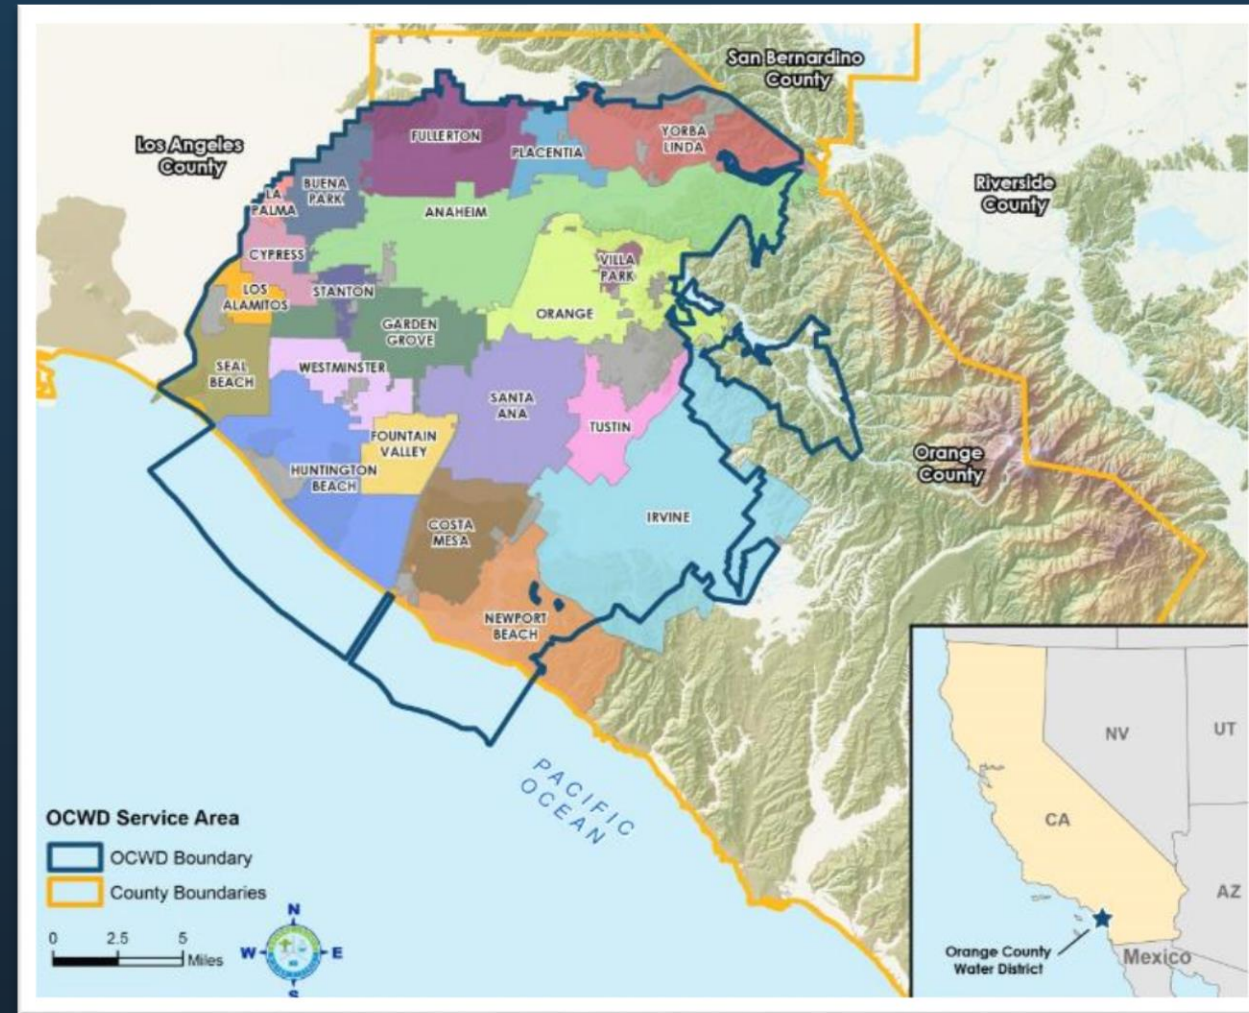 San Bernardino
County
Los Angeles
County
Riverside
County
FULLERTON
PLACENTIA
YORBA
LINDA
BUENA
PARK
LA
PALMA
ANAHEIM
CYPRESS
VILLA
PARK
LOS
ALAMITOS
STANTON
ORANGE
GARDEN
GROVE
SEAL
BEACH
WESTMINSTER
SANTA
ANA
TUSTIN
FOUNTAIN
VALLEY
Orange
County
HUNTINGTON
BEACH
IRVINE
COSTA
MESA
NEWPORT
BEACH
PACIFIC
OCEAN
OCWD Service Area
OCWD Boundary
County Boundaries
0 2.5 5
Miles
N
W E
S
NV
UT
CA
AZ
Orange County
Water District
Mexico